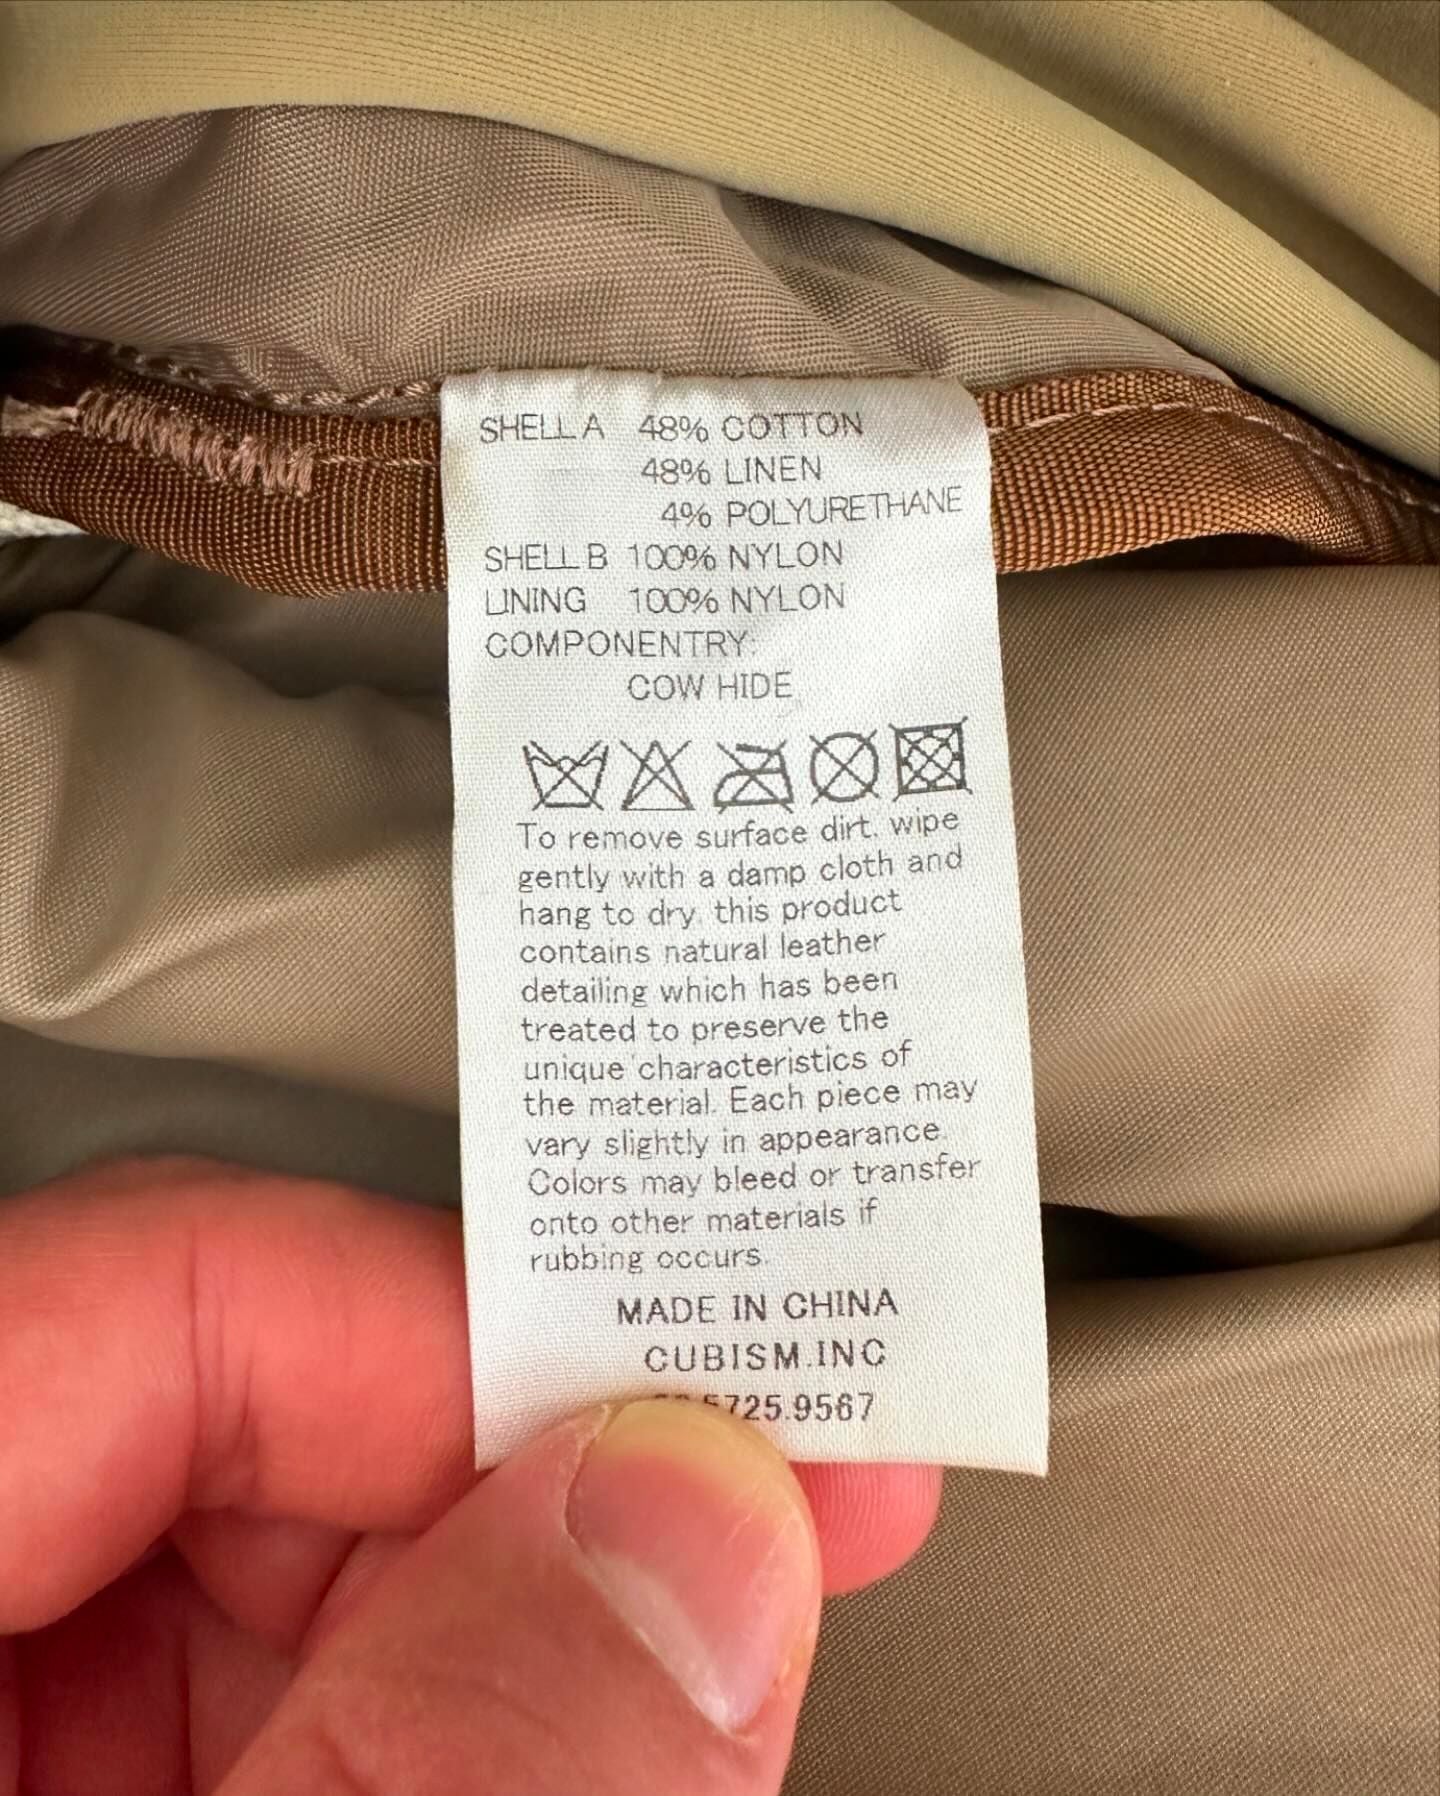 SHELL A 48% COTTON
48% LINEN
4% POLYURETHANE
SHELL B 100% NYLON
LINING 100% NYLON
COMPONENTRY:
COW HIDE
To remove surface dirt. wipe
gently with a damp cloth and
hang to dry. this product
contains natural leather
detailing which has been
treated to preserve the
unique characteristics of
the material. Each piece may
vary slightly in appearance.
Colors may bleed or transfer
onto other materials if
rubbing occurs.
MADE IN CHINA
CUBISM.INC
5725.9567